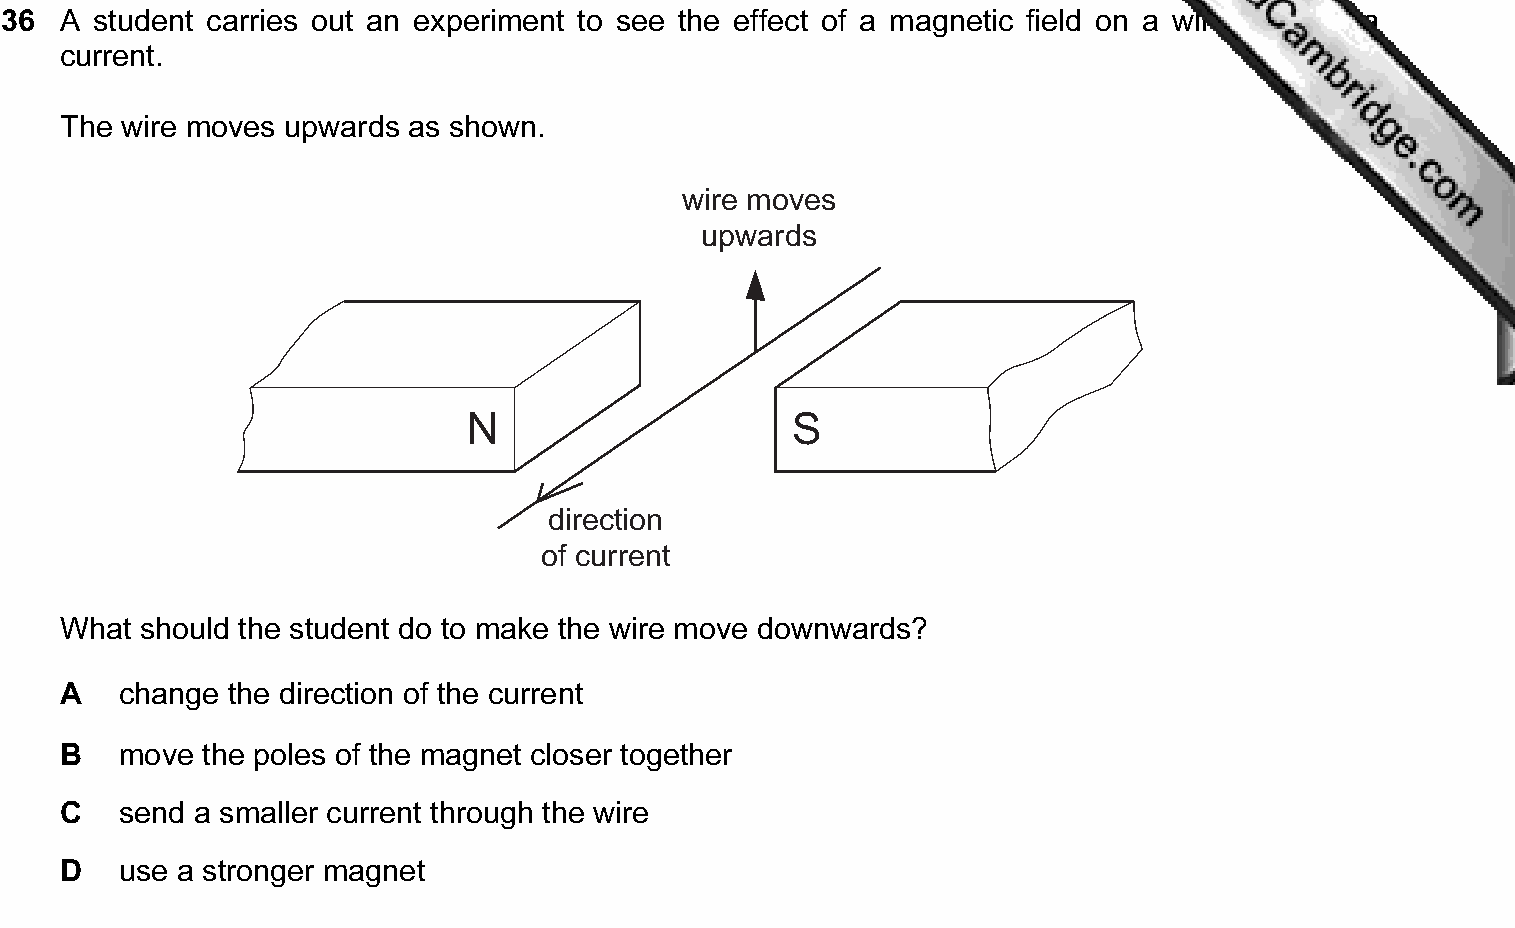 36 A student carries out an experiment to see the effect of a magnetic field on a
current.
The wire moves upwards as shown.
wire moves
upwards
N
S
direction
of current
What should the student do to make the wire move downwards?
A change the direction of the current
B move the poles of the magnet closer together
C send a smaller current through the wire
D use a stronger magnet
Cambridge.com